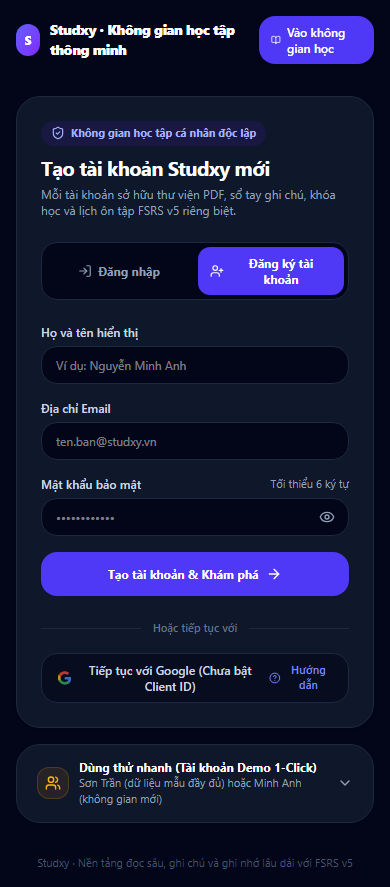 S
Studxy · Không gian học tập
thông minh
Vào không
gian học
Không gian học tập cá nhân độc lập
Tạo tài khoản Studxy mới
Mỗi tài khoản sở hữu thư viện PDF, sổ tay ghi chú, khóa
học và lịch ôn tập FSRS v5 riêng biệt.
Đăng nhập
Đăng ký tài
khoản
Họ và tên hiển thị
Ví dụ: Nguyễn Minh Anh
Địa chỉ Email
ten.ban@studxy.vn
Mật khẩu bảo mật
Tối thiểu 6 ký tự
••••••••••••
Tạo tài khoản & Khám phá
Hoặc tiếp tục với
Tiếp tục với Google (Chưa bật
Client ID)
Hướng
dẫn
Dùng thử nhanh (Tài khoản Demo 1-Click)
Sơn Trần (dữ liệu mẫu đầy đủ) hoặc Minh Anh
(không gian mới)
Studxy · Nền tảng đọc sâu, ghi chú và ghi nhớ lâu dài với FSRS v5